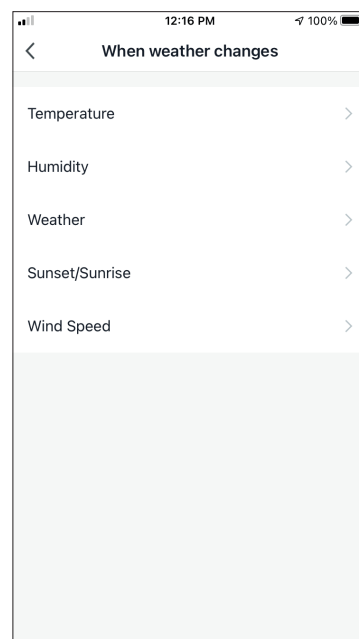 12:16 PM 100%
When weather changes
Temperature
Humidity
Weather
Sunset/Sunrise
Wind Speed